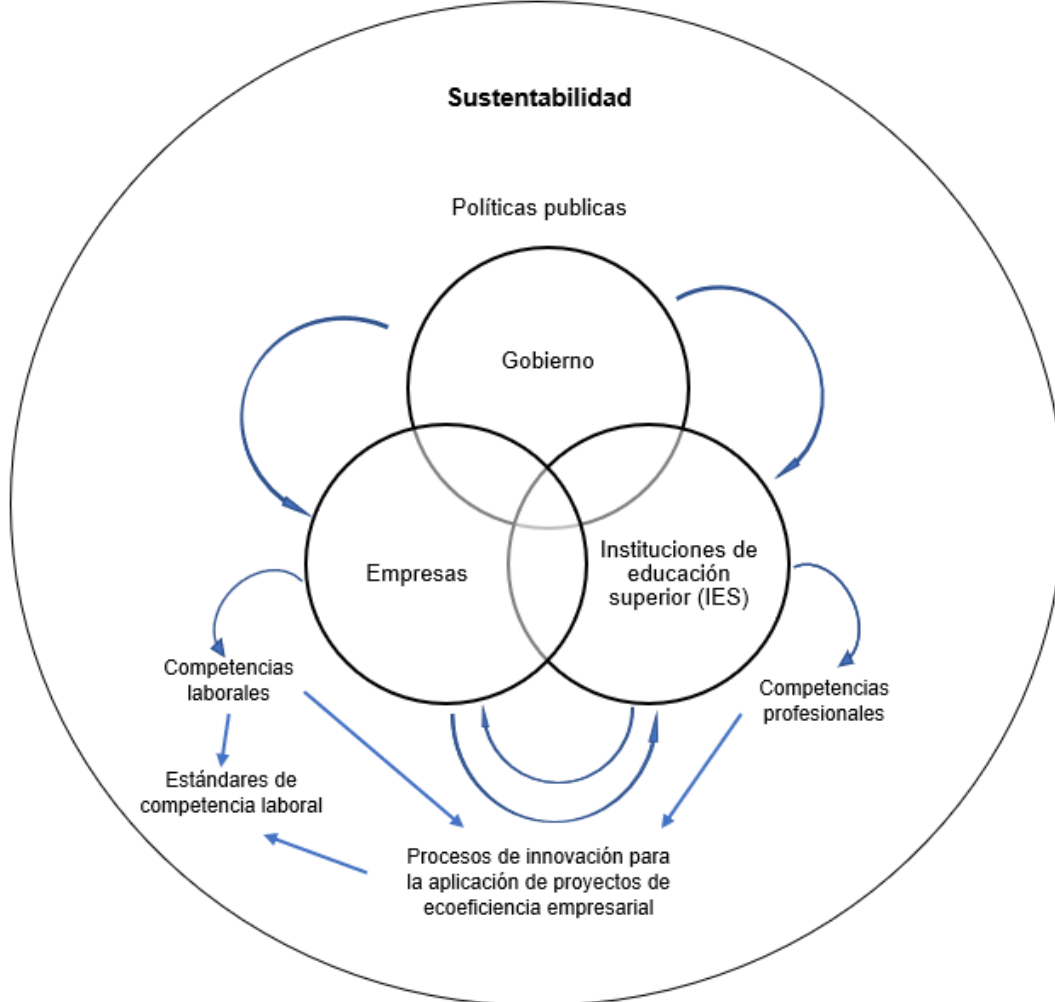 Sustentabilidad
Políticas publicas
Gobierno
Empresas
Instituciones de
educación
superior (IES)
Competencias
laborales
Competencias
profesionales
Estándares de
competencia laboral
Procesos de innovación para
la aplicación de proyectos de
ecoeficiencia empresarial